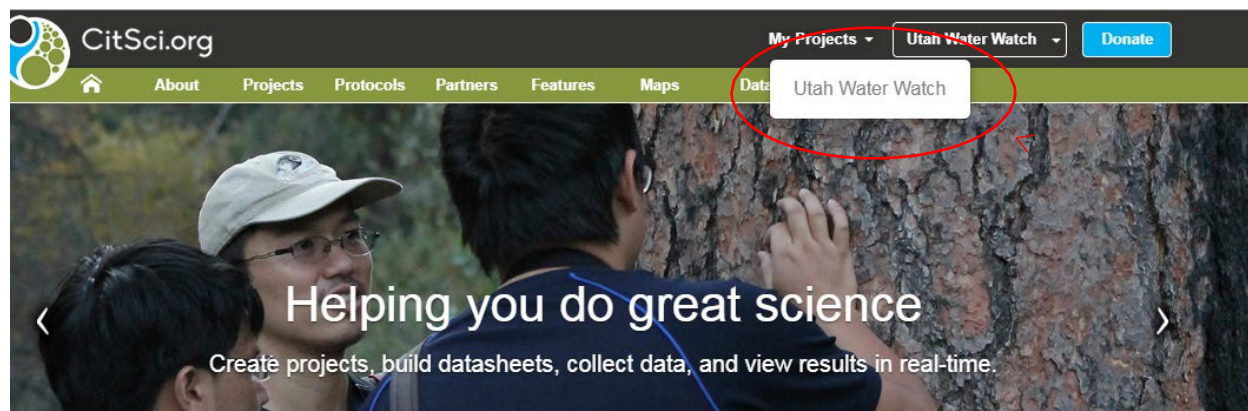 CitSci.org
My Projects
Utah Water Watch
Donate
About Projects Protocols Partners Features Maps Data
Utah Water Watch
Helping you do great science
Create projects, build datasheets, collect data, and view results in real-time.